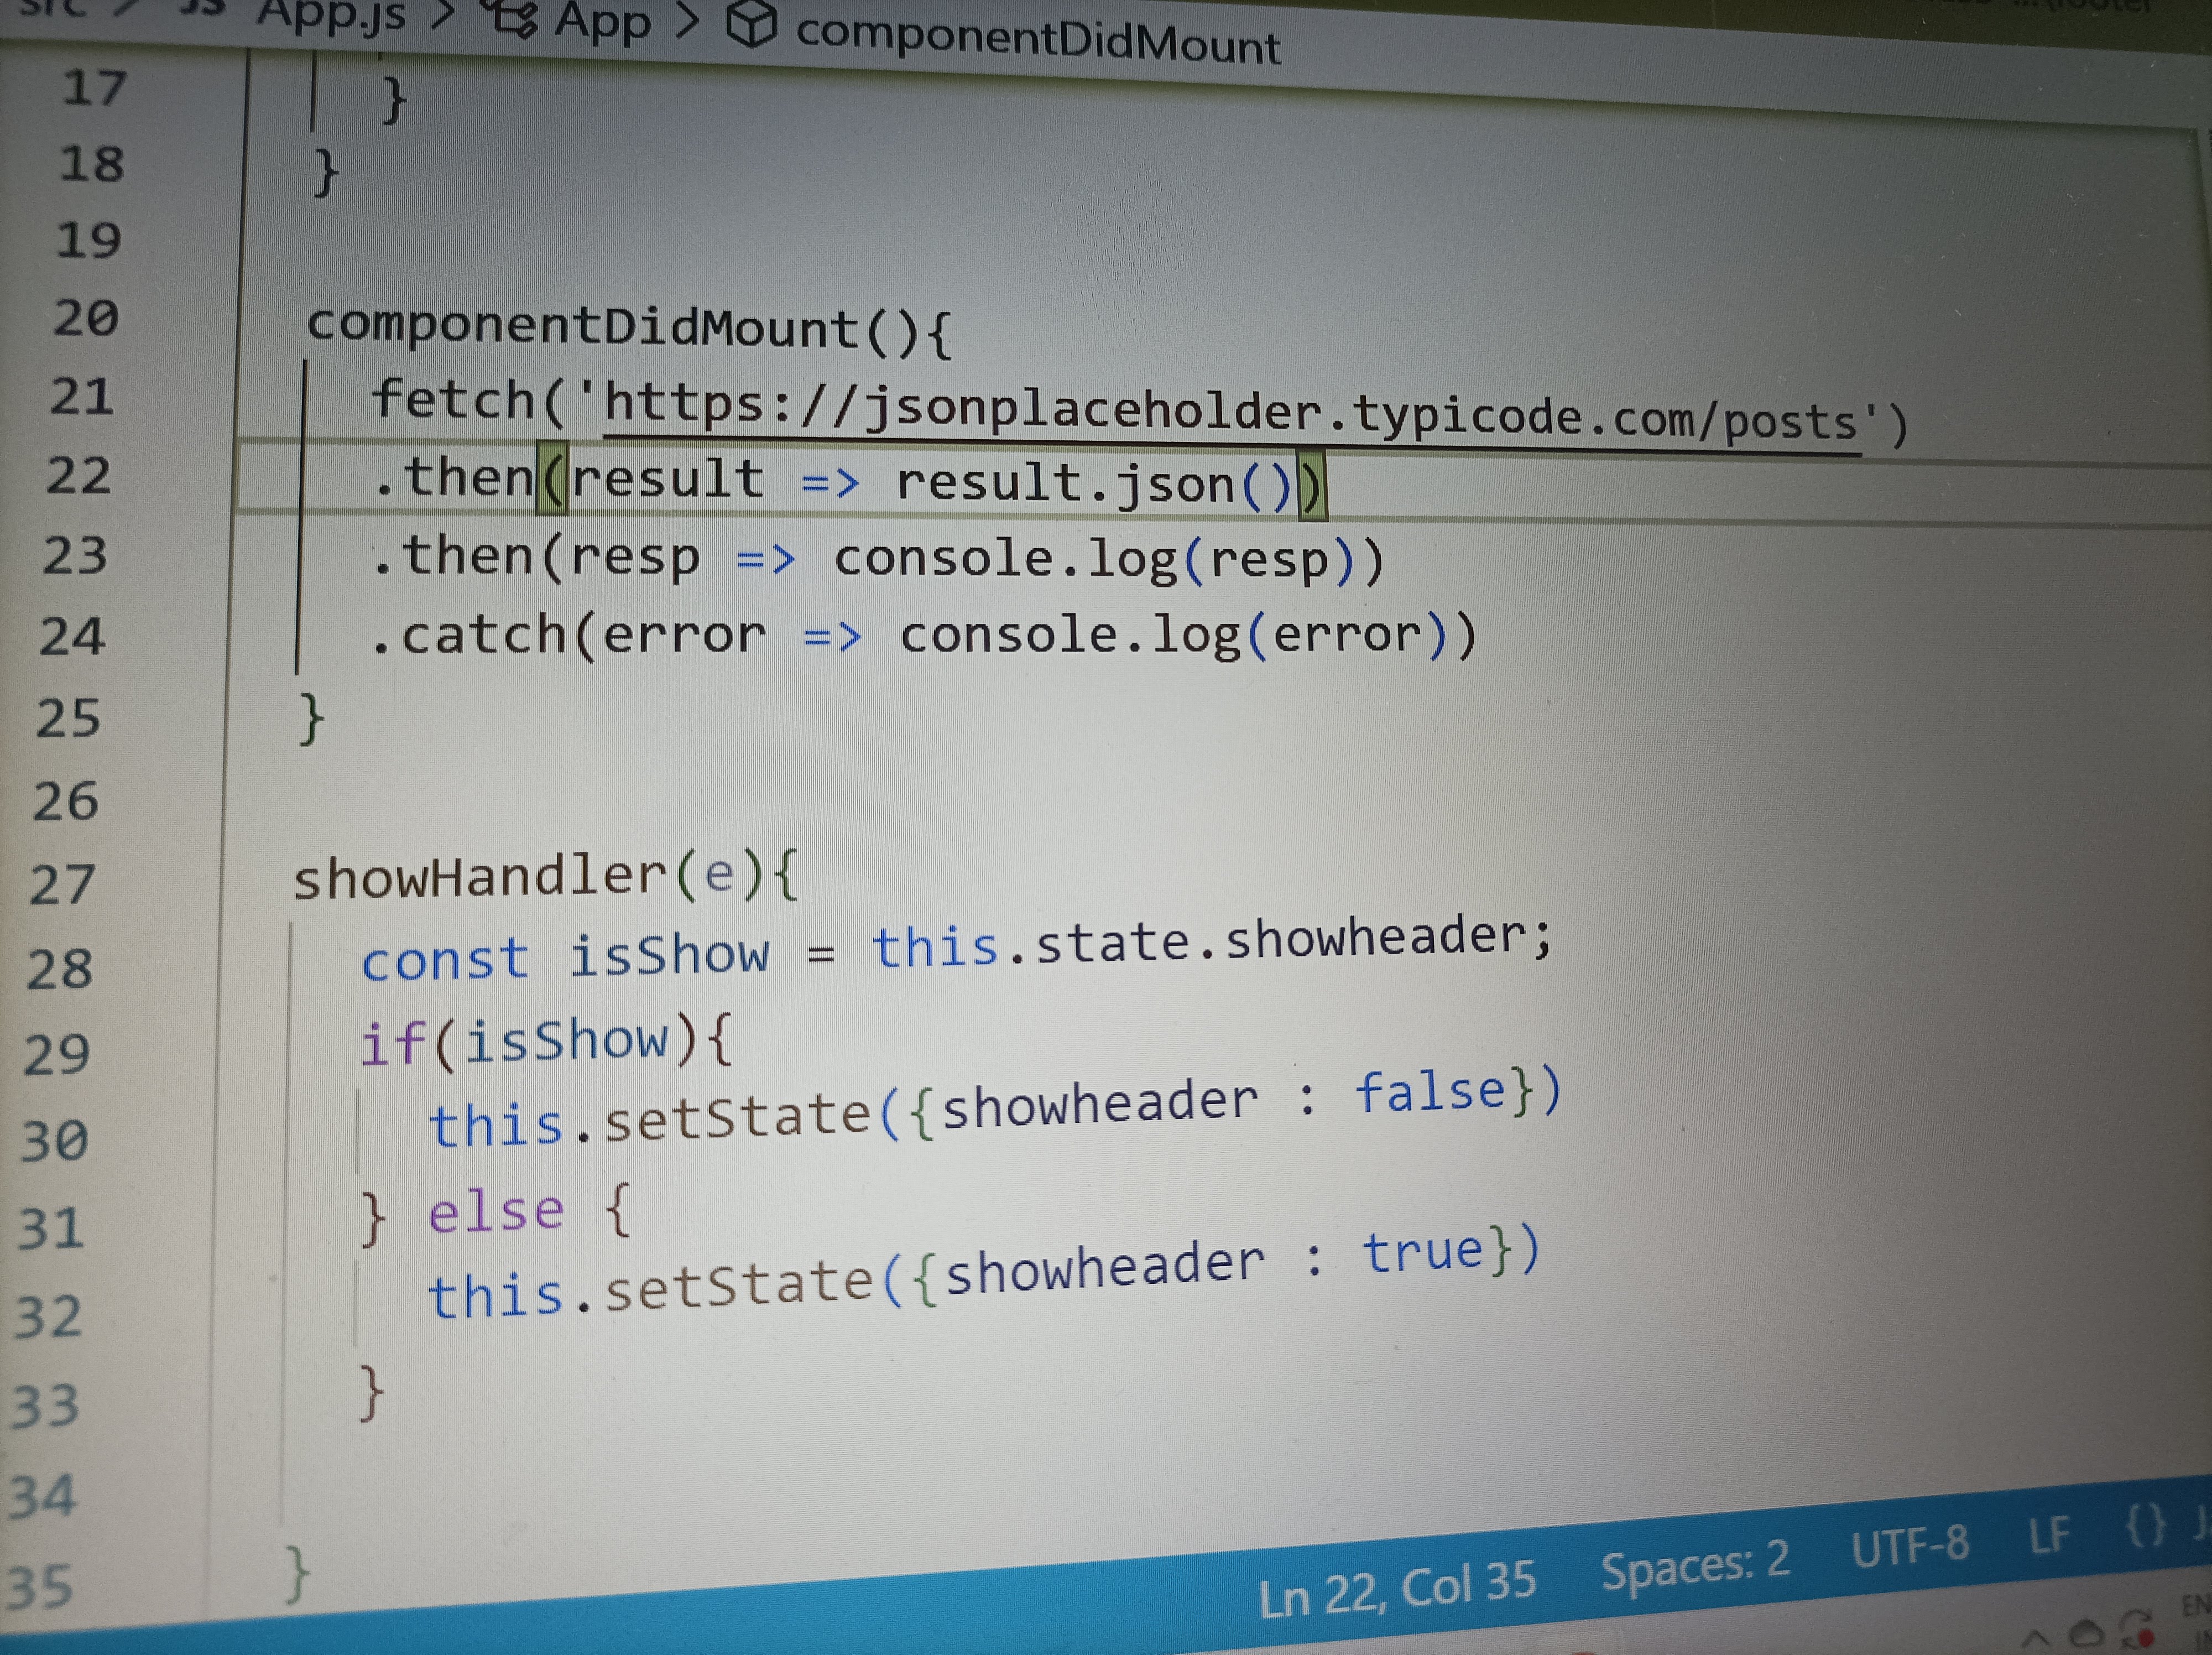 src > JS App.js > App > componentDidMount
17 }
18 }
19
20 componentDidMount(){
21 fetch('https://jsonplaceholder.typicode.com/posts')
22 .then(result => result.json())
23 .then(resp => console.log(resp))
24 .catch(error => console.log(error))
25 }
26
27 showHandler(e){
28 const isShow = this.state.showheader;
29 if(isShow){
30 this.setState({showheader : false})
31 } else {
32 this.setState({showheader : true})
33 }
34
35 }
Ln 22, Col 35 Spaces: 2 UTF-8 LF {}
EN